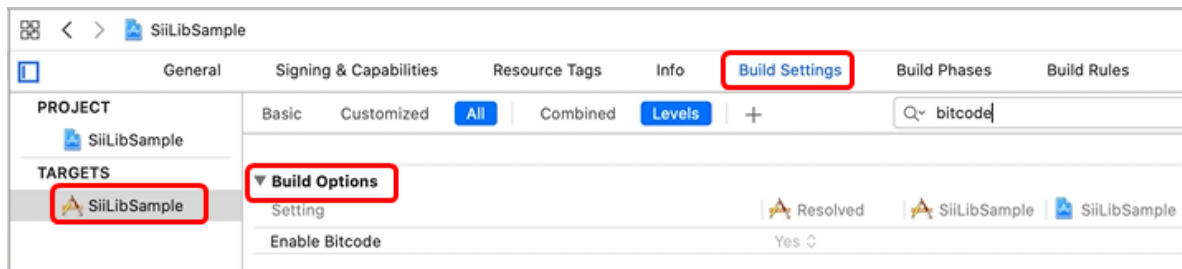 SiiLibSample
General Signing & Capabilities Resource Tags Info Build Settings Build Phases Build Rules
PROJECT
SiiLibSample
TARGETS
SiiLibSample
Basic Customized All Combined Levels + bitcode
Build Options
Setting Resolved SiiLibSample SiiLibSample
Enable Bitcode Yes